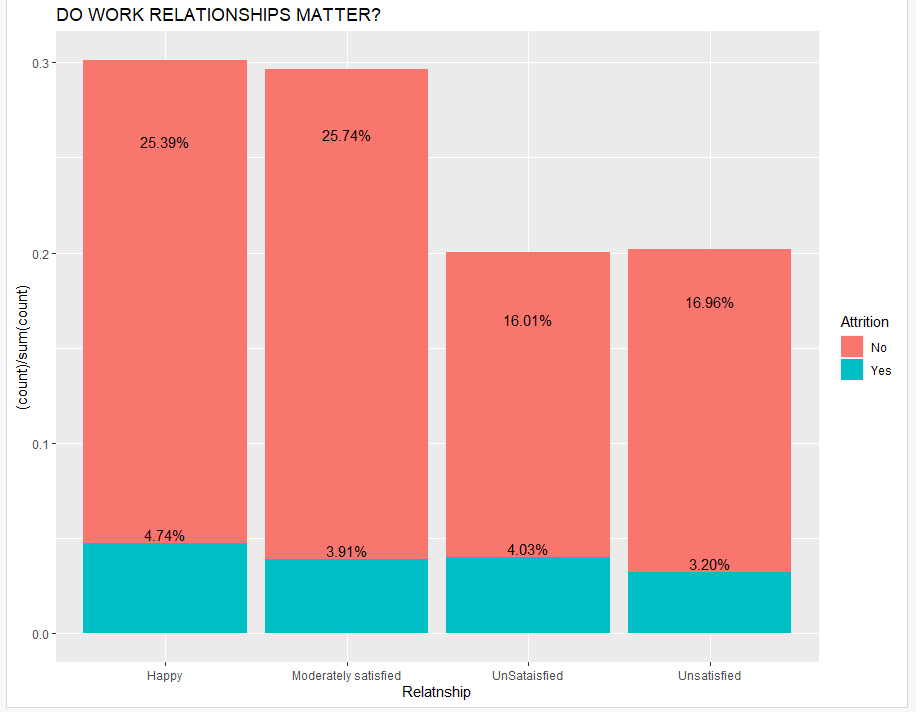 DO WORK RELATIONSHIPS MATTER?
(count)/sum(count)
0.3
0.2
0.1
0.0
25.39%
25.74%
16.01%
16.96%
4.74%
3.91%
4.03%
3.20%
Happy
Moderately satisfied
UnSataisfied
Unsatisfied
Relatnship
Attrition
No
Yes